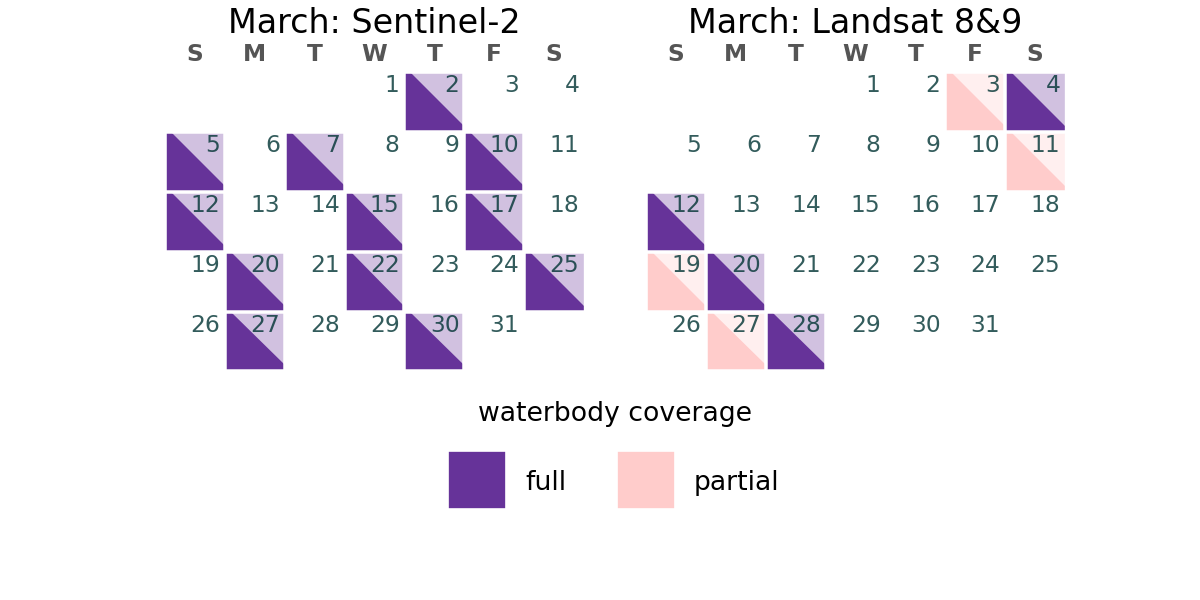 March: Sentinel-2
S M T W T F S
1 2 3 4
5 6 7 8 9 10 11
12 13 14 15 16 17 18
19 20 21 22 23 24 25
26 27 28 29 30 31
March: Landsat 8&9
S M T W T F S
1 2 3 4
5 6 7 8 9 10 11
12 13 14 15 16 17 18
19 20 21 22 23 24 25
26 27 28 29 30 31
waterbody coverage
full partial